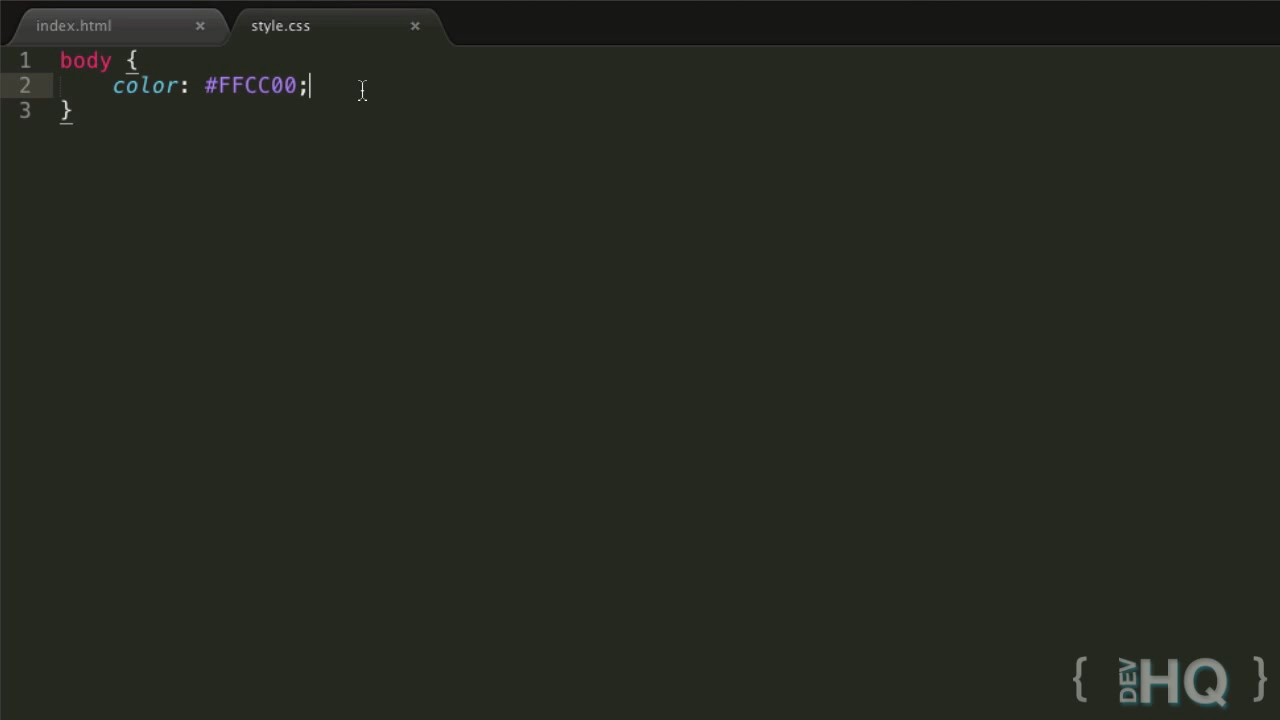 index.html × style.css ×
1 body {
2 color: #FFCC00;
3 }
{ DEV HQ }